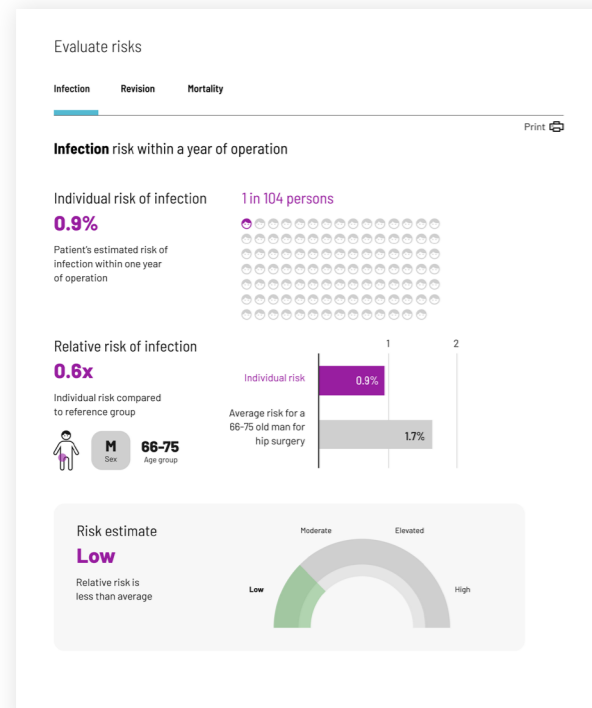 Evaluate risks
Infection Revision Mortality
Print
Infection risk within a year of operation
Individual risk of infection
0.9%
Patient's estimated risk of
infection within one year
of operation
1 in 104 persons
Relative risk of infection
0.6x
Individual risk compared
to reference group
M
Sex
66-75
Age group
1 2
Individual risk
0.9%
Average risk for a
66-75 old man for
hip surgery
1.7%
Risk estimate
Low
Relative risk is
less than average
Low
Moderate
Elevated
High